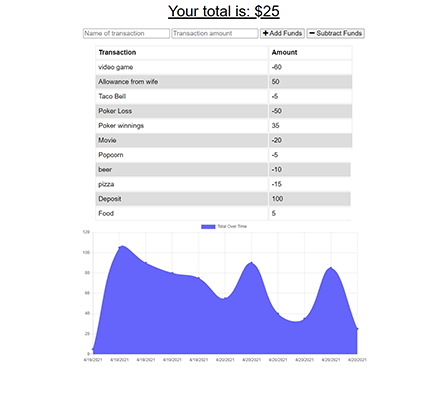 Your total is: $25
Name of transaction Transaction amount + Add Funds − Subtract Funds
Transaction Amount
video game -60
Allowance from wife 50
Taco Bell -5
Poker Loss -50
Poker winnings 35
Movie -20
Popcorn -5
beer -10
pizza -15
Deposit 100
Food 5
Total Over Time
120
100
80
60
40
20
0
4/19/2021 4/19/2021 4/19/2021 4/19/2021 4/19/2021 4/20/2021 4/20/2021 4/20/2021 4/20/2021 4/20/2021 4/20/2021